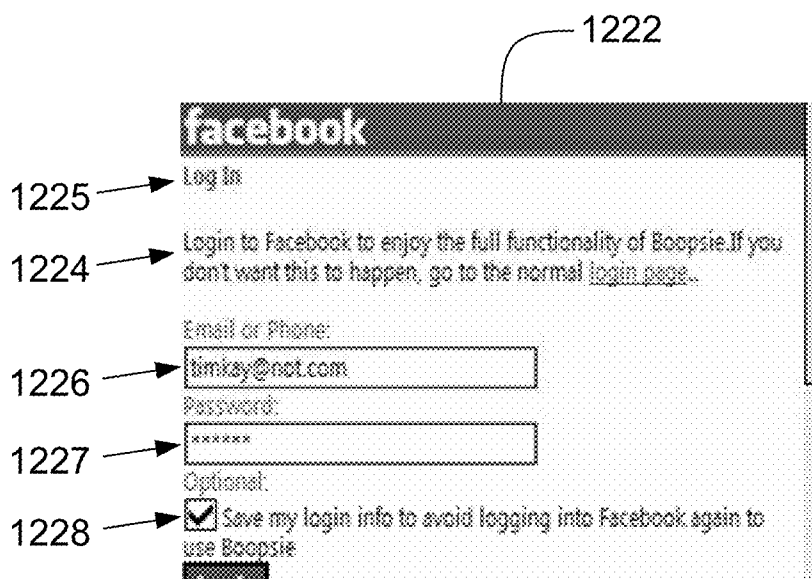 1222
facebook
1225
Log In
1224
Login to Facebook to enjoy the full functionality of Boopsie.If you
don't want this to happen, go to the normal login page..
Email or Phone:
1226
timkay@not.com
Password:
1227
******
Optional:
1228
Save my login info to avoid logging into Facebook again to
use Boopsie